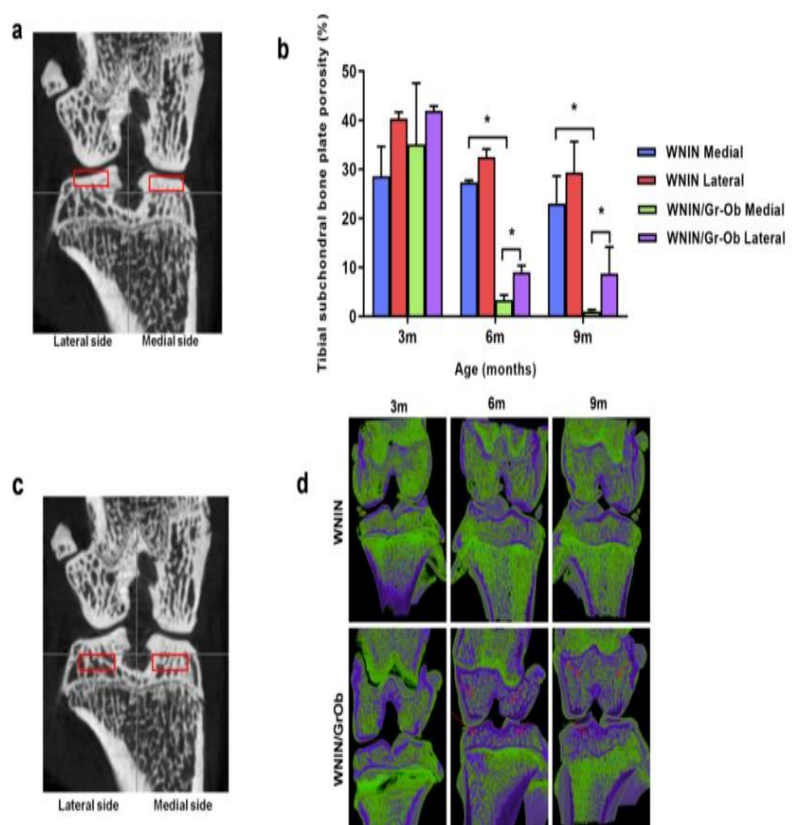 a
Lateral side Medial side
b
Tibial subchondral bone plate porosity (%)
50
40
30
20
10
0
*
*
*
*
3m 6m 9m
Age (months)
WNIN Medial
WNIN Lateral
WNIN/Gr-Ob Medial
WNIN/Gr-Ob Lateral
c
Lateral side Medial side
d
3m 6m 9m
WNIN
WNIN/GrOb